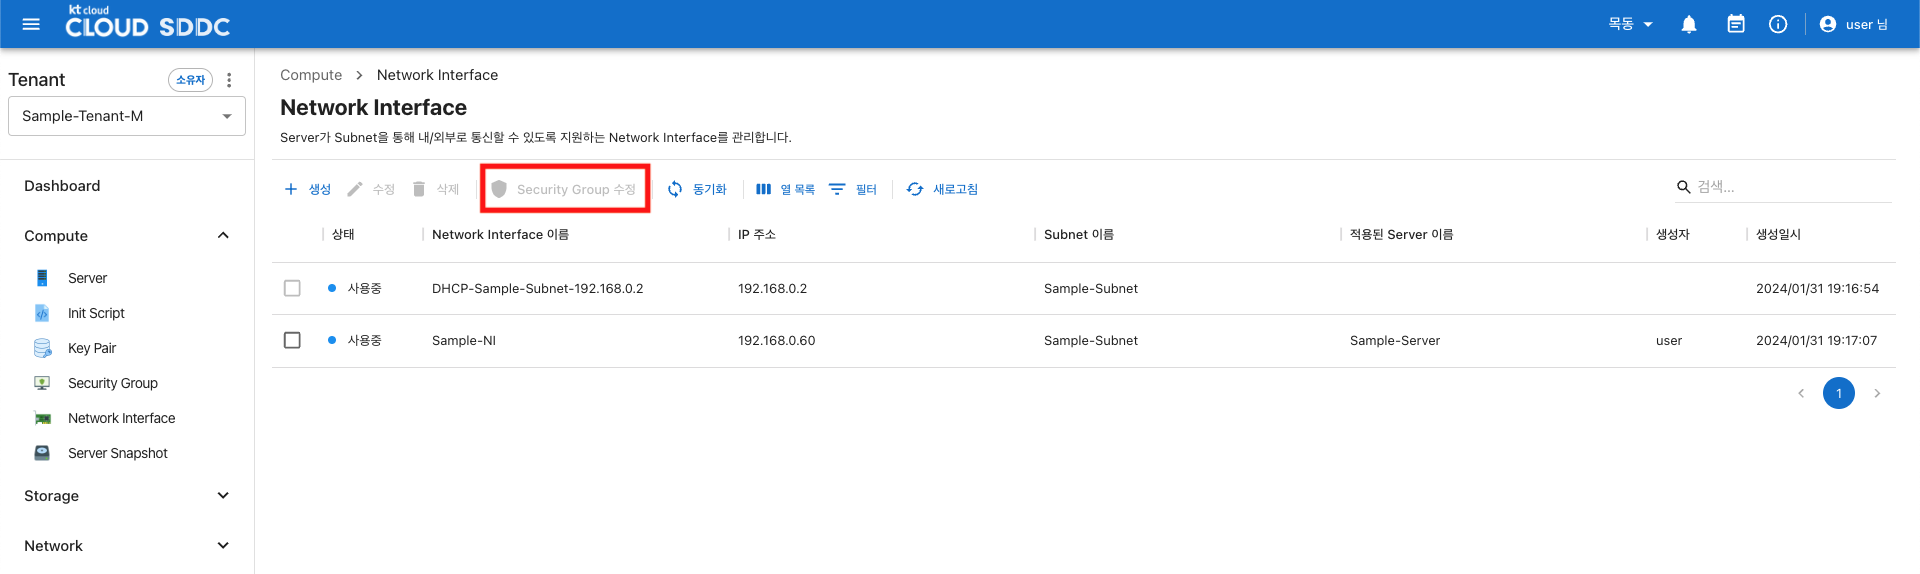 kt cloud
CLOUD SDDC
목동
user 님
Tenant
소유자
Sample-Tenant-M
Dashboard
Compute
Server
Init Script
Key Pair
Security Group
Network Interface
Server Snapshot
Storage
Network
Compute > Network Interface
Network Interface
Server가 Subnet을 통해 내/외부로 통신할 수 있도록 지원하는 Network Interface를 관리합니다.
생성 수정 삭제 Security Group 수정 동기화 열 목록 필터 새로고침 검색...
상태 Network Interface 이름 IP 주소 Subnet 이름 적용된 Server 이름 생성자 생성일시
사용중 DHCP-Sample-Subnet-192.168.0.2 192.168.0.2 Sample-Subnet 2024/01/31 19:16:54
사용중 Sample-NI 192.168.0.60 Sample-Subnet Sample-Server user 2024/01/31 19:17:07
1